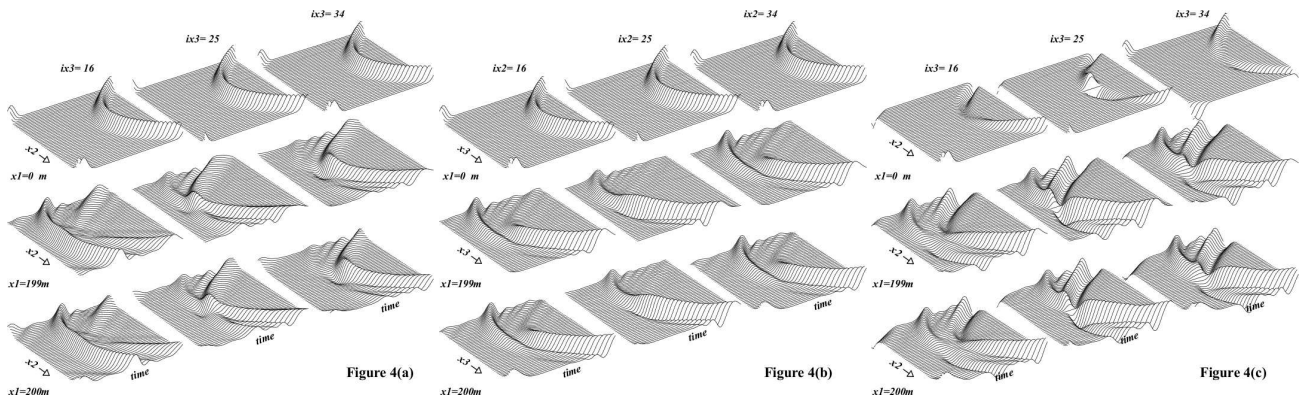 ix3= 34
ix3= 25
ix3= 16
x2
x1=0 m
x2
x1=199m
x2
x1=200m
time
time
time
Figure 4(a)
ix2= 34
ix2= 25
ix2= 16
x3
x1=0 m
x3
x1=199m
x3
x1=200m
time
time
time
Figure 4(b)
ix3= 34
ix3= 25
ix3= 16
x2
x1=0 m
x2
x1=199m
x2
x1=200m
time
time
time
Figure 4(c)